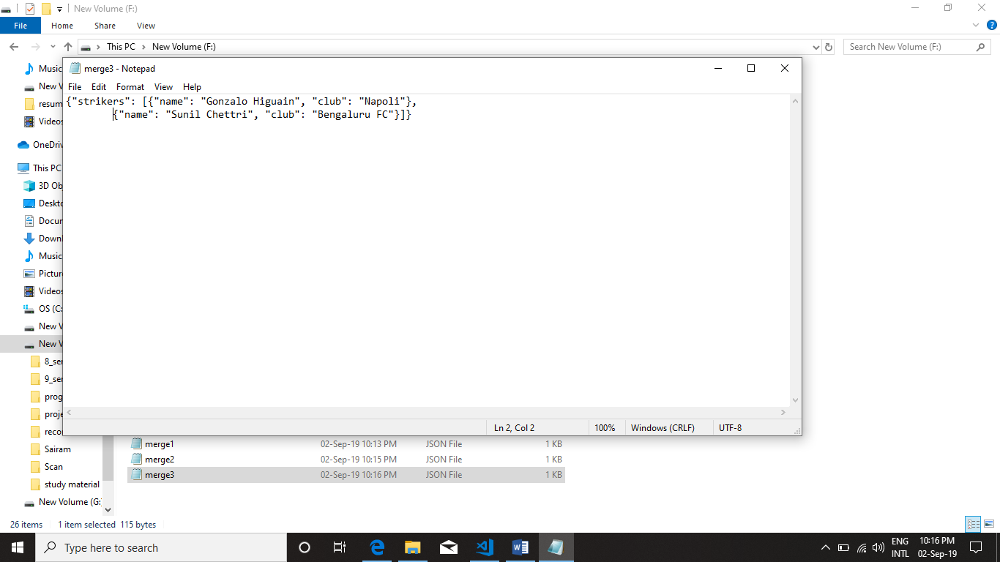 New Volume (F:)
File Home Share View
This PC > New Volume (F:)
Search New Volume (F:)
Music
New V
resum
Videos
OneDriv
This PC
3D Obj
Deskto
Docum
Downl
Music
Picture
Videos
OS (C:
New V
New V
8_sem
9_sem
prog
proje
recor
Sairam
Scan
study material
New Volume (G:)
merge3 - Notepad
File Edit Format View Help
{"strikers": [{"name": "Gonzalo Higuain", "club": "Napoli"},
{"name": "Sunil Chettri", "club": "Bengaluru FC"}]}
Ln 2, Col 2 100% Windows (CRLF) UTF-8
merge1 02-Sep-19 10:13 PM JSON File 1 KB
merge2 02-Sep-19 10:15 PM JSON File 1 KB
merge3 02-Sep-19 10:16 PM JSON File 1 KB
26 items 1 item selected 115 bytes
Type here to search
ENG
INTL
10:16 PM
02-Sep-19